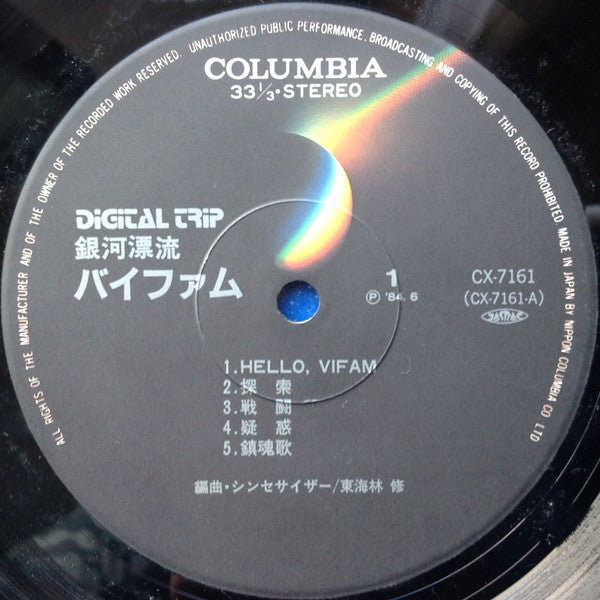 ALL RIGHTS OF THE MANUFACTURER AND OF THE OWNER OF THE RECORDED WORK RESERVED. UNAUTHORIZED PUBLIC PERFORMANCE, BROADCASTING AND COPYING OF THIS RECORD PROHIBITED. MADE IN JAPAN BY NIPPON COLUMBIA CO. LTD
COLUMBIA
33 1/3・STEREO
DIGITAL TRIP
銀河漂流
バイファム
1
Ⓟ '84. 6
CX-7161
(CX-7161-A)
JASRAC
1.HELLO, VIFAM
2.探 索
3.戦 闘
4.疑 惑
5.鎮魂歌
編曲・シンセサイザー/東海林 修